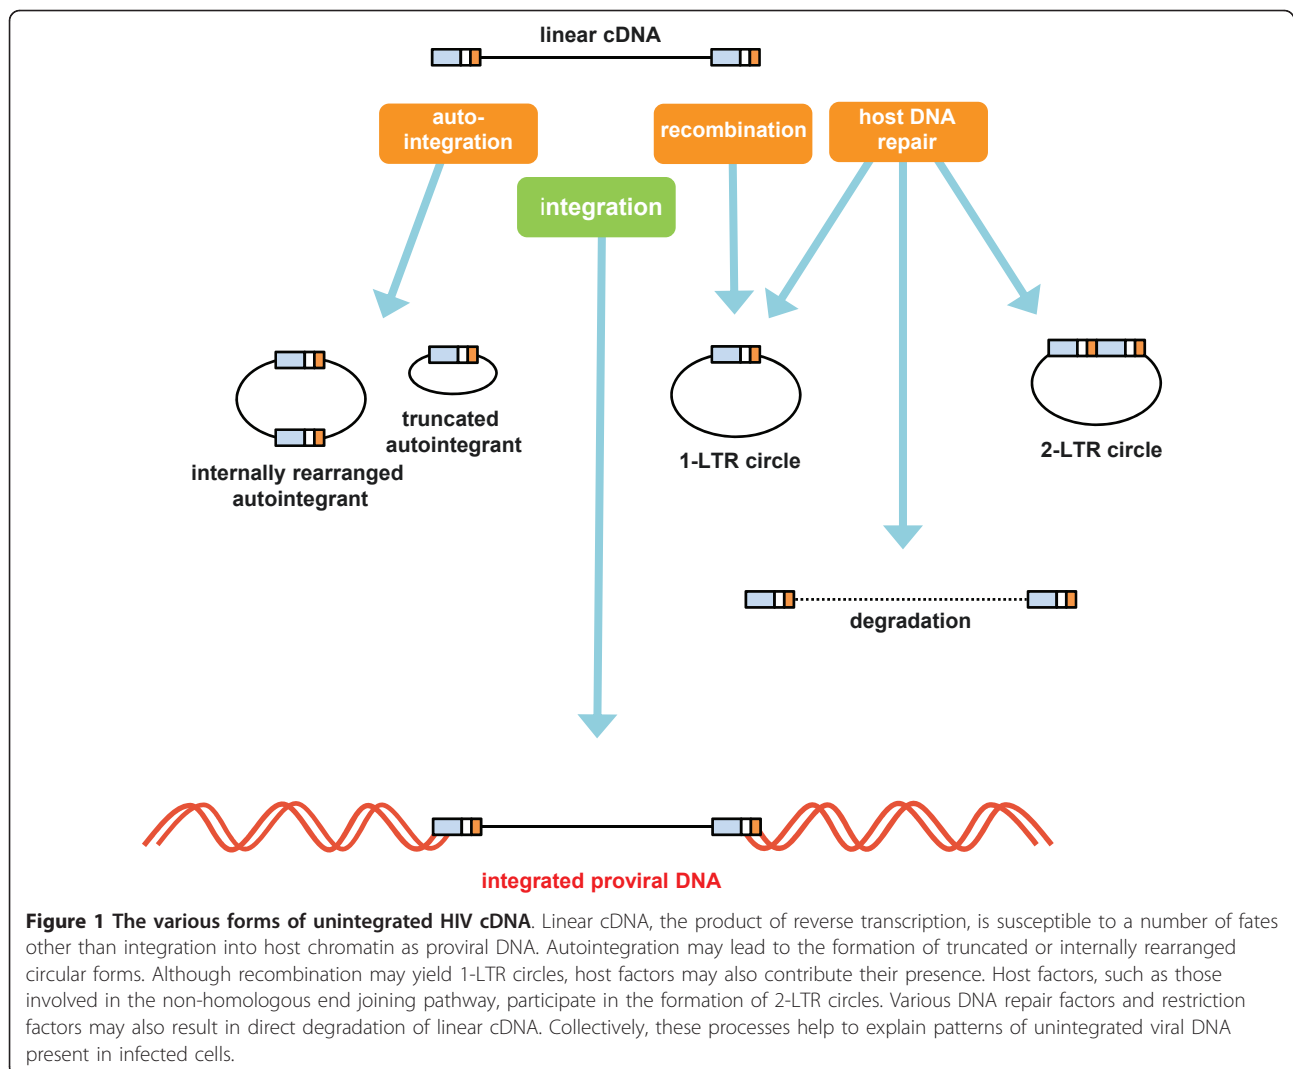 linear cDNA
auto-
integration
recombination
host DNA
repair
integration
truncated
autointegrant
internally rearranged
autointegrant
1-LTR circle
2-LTR circle
degradation
integrated proviral DNA
Figure 1 The various forms of unintegrated HIV cDNA. Linear cDNA, the product of reverse transcription, is susceptible to a number of fates
other than integration into host chromatin as proviral DNA. Autointegration may lead to the formation of truncated or internally rearranged
circular forms. Although recombination may yield 1-LTR circles, host factors may also contribute their presence. Host factors, such as those
involved in the non-homologous end joining pathway, participate in the formation of 2-LTR circles. Various DNA repair factors and restriction
factors may also result in direct degradation of linear cDNA. Collectively, these processes help to explain patterns of unintegrated viral DNA
present in infected cells.